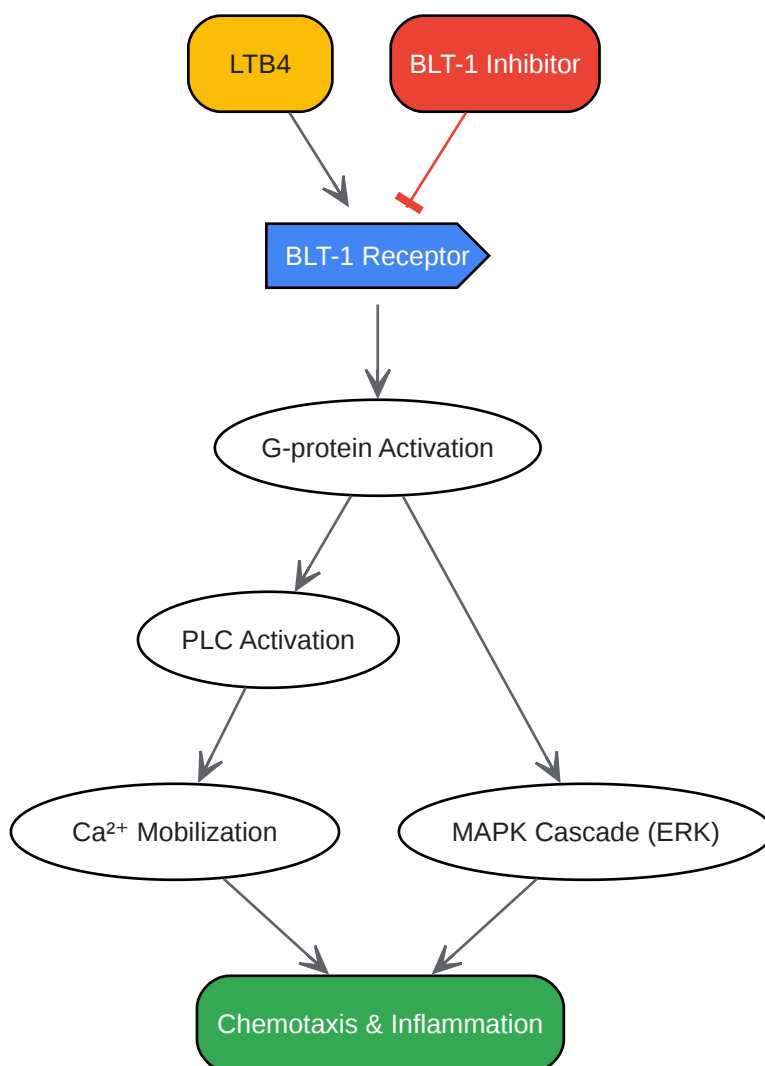 LTB4
BLT-1 Inhibitor
BLT-1 Receptor
G-protein Activation
PLC Activation
Ca²⁺ Mobilization
MAPK Cascade (ERK)
Chemotaxis & Inflammation